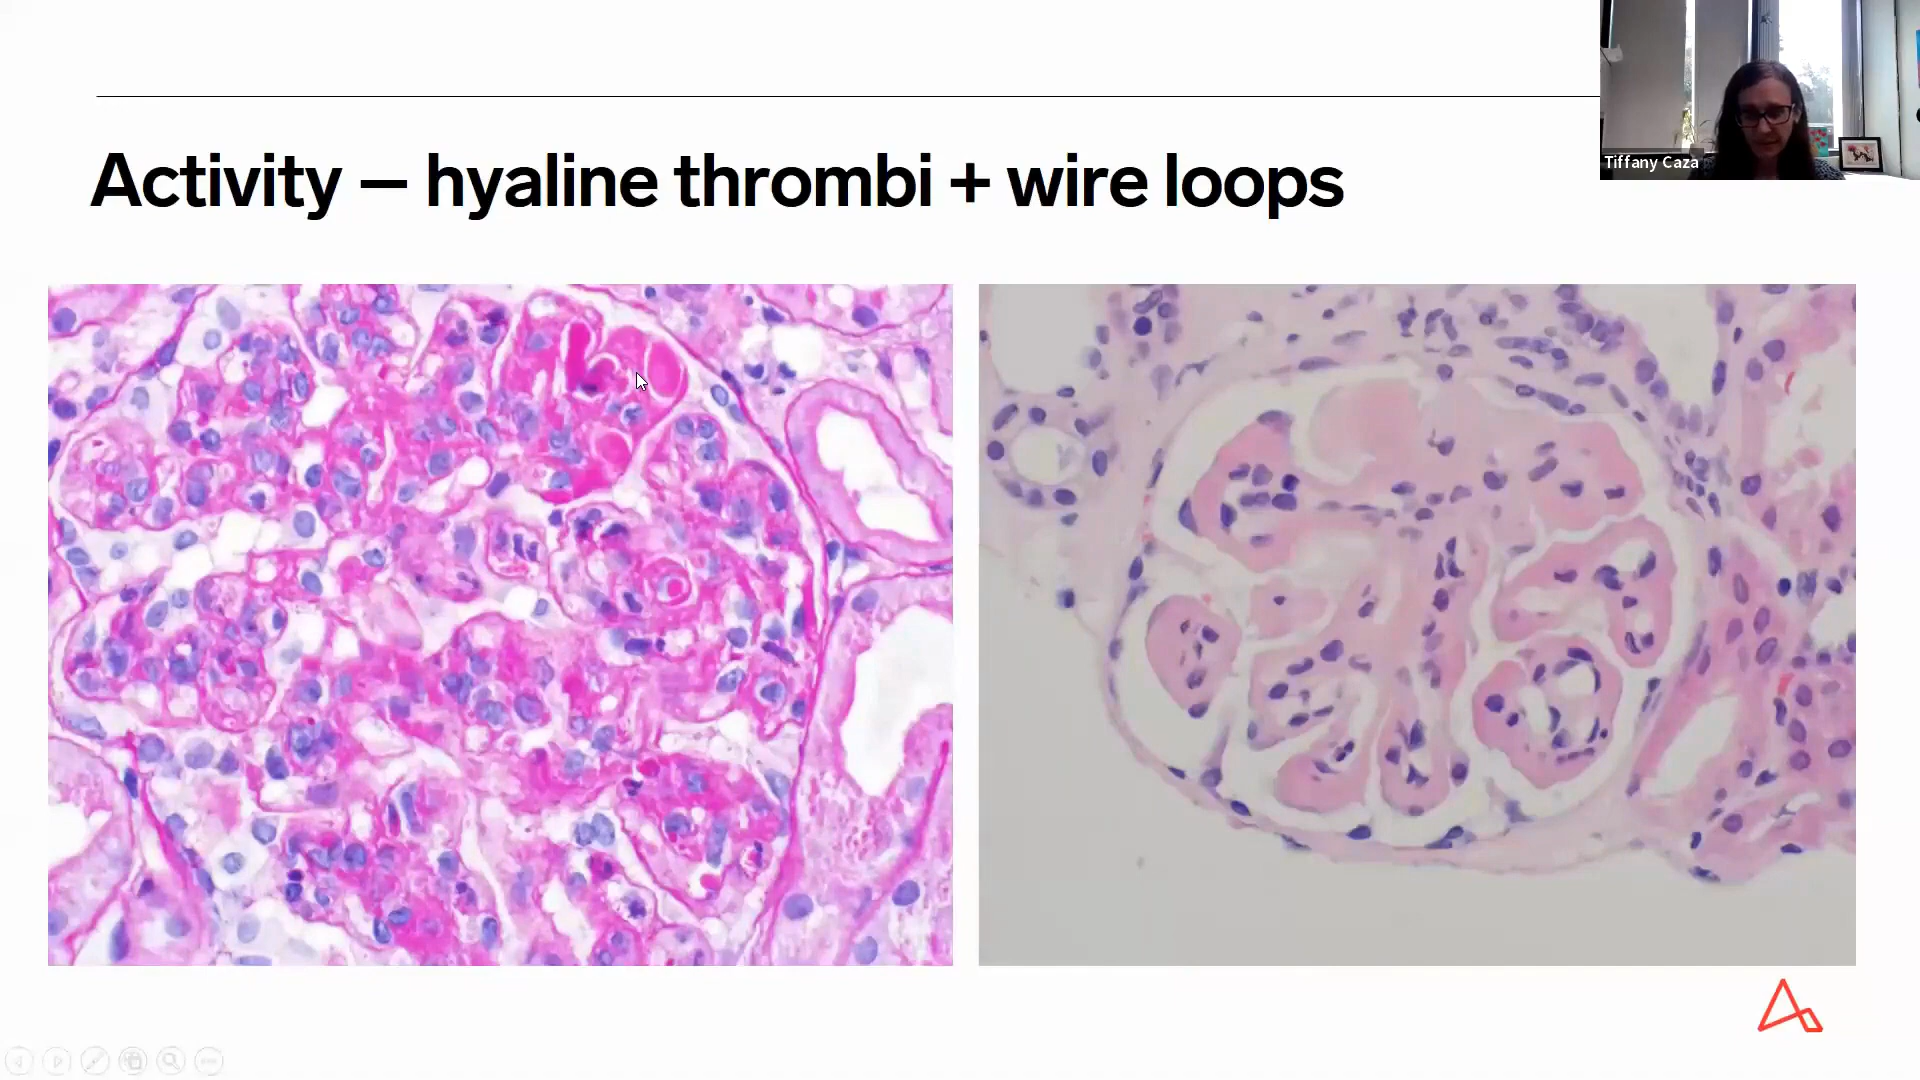 Activity – hyaline thrombi + wire loops
Tiffany Caza